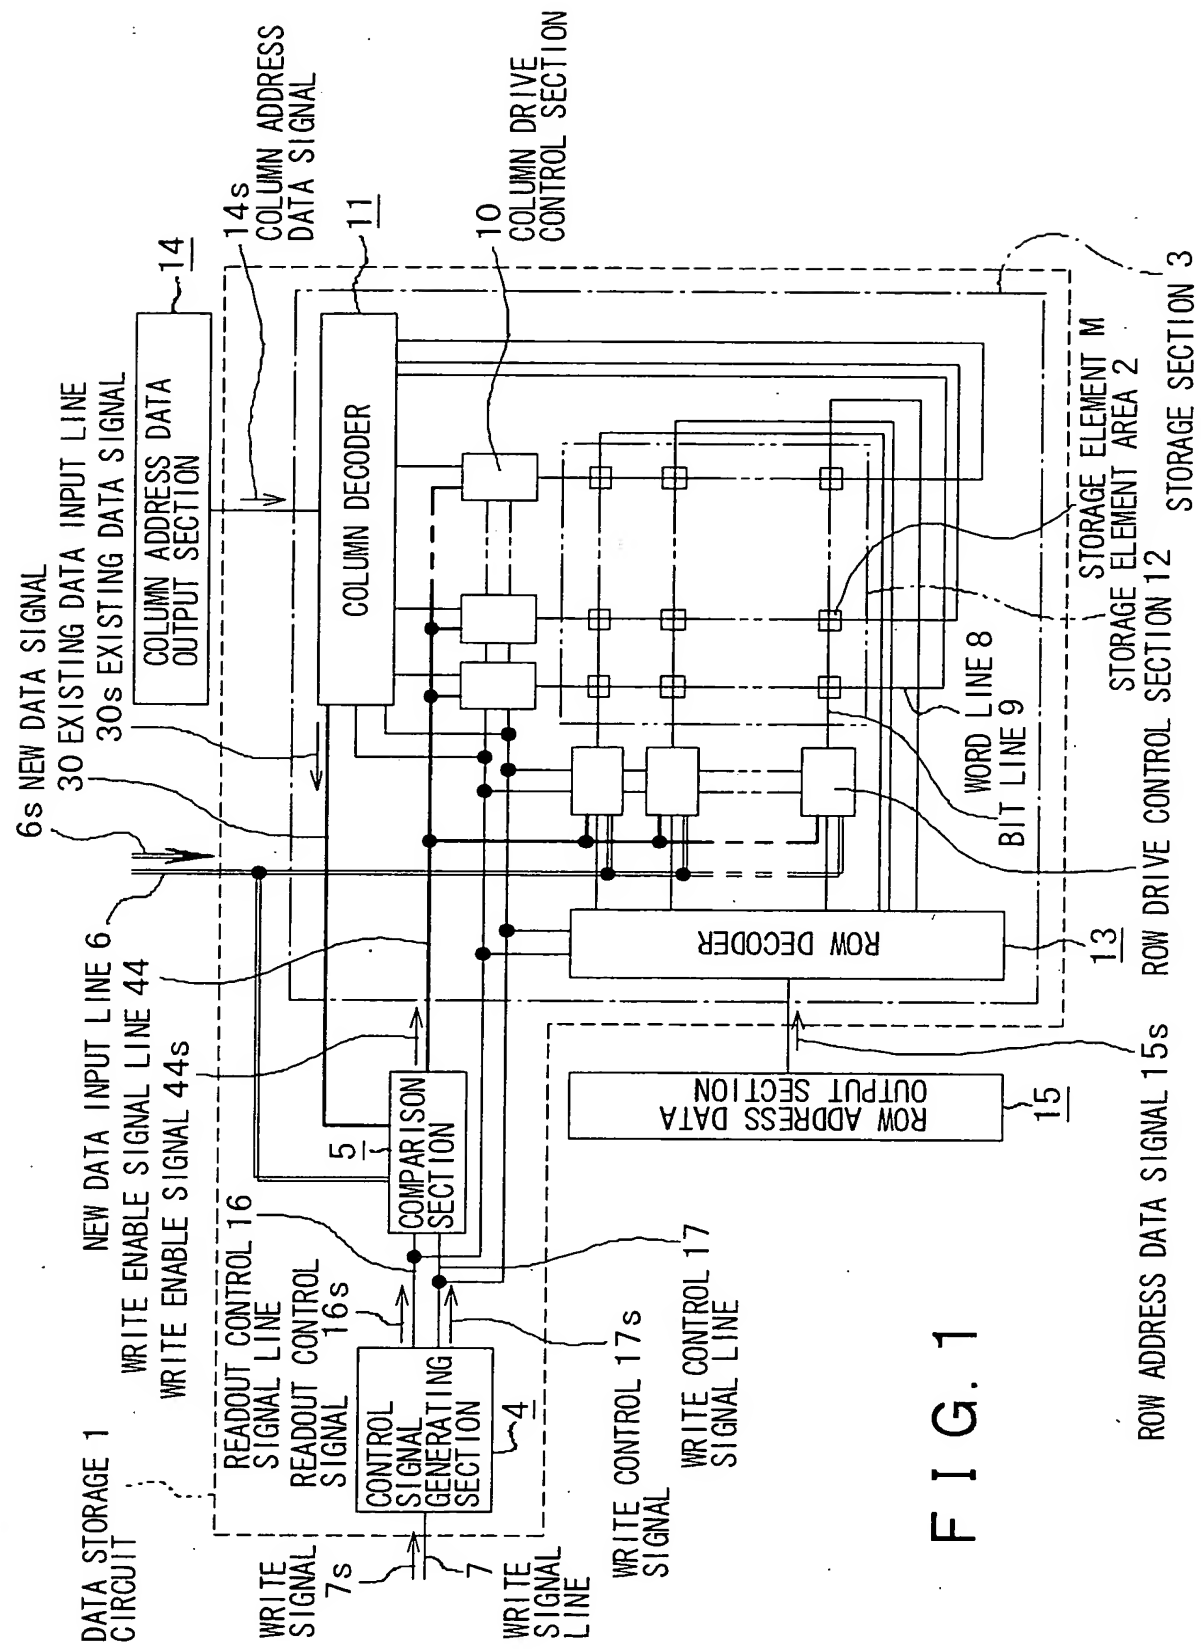 DATA STORAGE 1
CIRCUIT
WRITE
SIGNAL
7s
7
WRITE
SIGNAL
LINE
NEW DATA INPUT LINE 6
WRITE ENABLE SIGNAL LINE 44
WRITE ENABLE SIGNAL 44s
READOUT CONTROL 16
SIGNAL LINE
READOUT CONTROL
SIGNAL 16s
CONTROL
SIGNAL
GENERATING
SECTION
4
WRITE CONTROL 17s
SIGNAL
WRITE CONTROL 17
SIGNAL LINE
5
COMPARISON
SECTION
6s NEW DATA SIGNAL
30 EXISTING DATA INPUT LINE
30s EXISTING DATA SIGNAL
14
COLUMN ADDRESS DATA
OUTPUT SECTION
14s
COLUMN ADDRESS
DATA SIGNAL
11
COLUMN DECODER
10
COLUMN DRIVE
CONTROL SECTION
ROW DECODER
13
ROW ADDRESS DATA
OUTPUT SECTION
15
WORD LINE 8
BIT LINE 9
STORAGE ELEMENT M
STORAGE ELEMENT AREA 2
ROW DRIVE CONTROL SECTION 12
STORAGE SECTION 3
ROW ADDRESS DATA SIGNAL 15s
FIG. 1